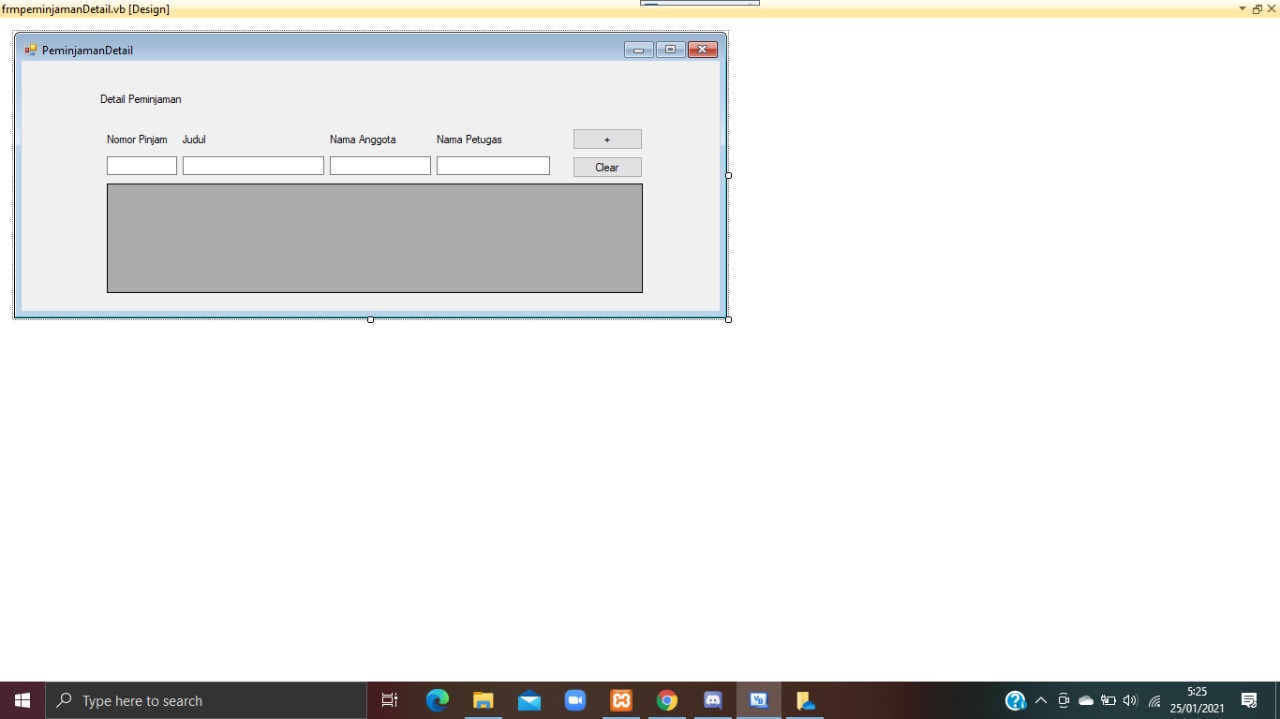 frmpeminjamanDetail.vb [Design]
PeminjamanDetail
Detail Peminjaman
Nomor Pinjam Judul Nama Anggota Nama Petugas +
Clear
Type here to search
5:25
25/01/2021